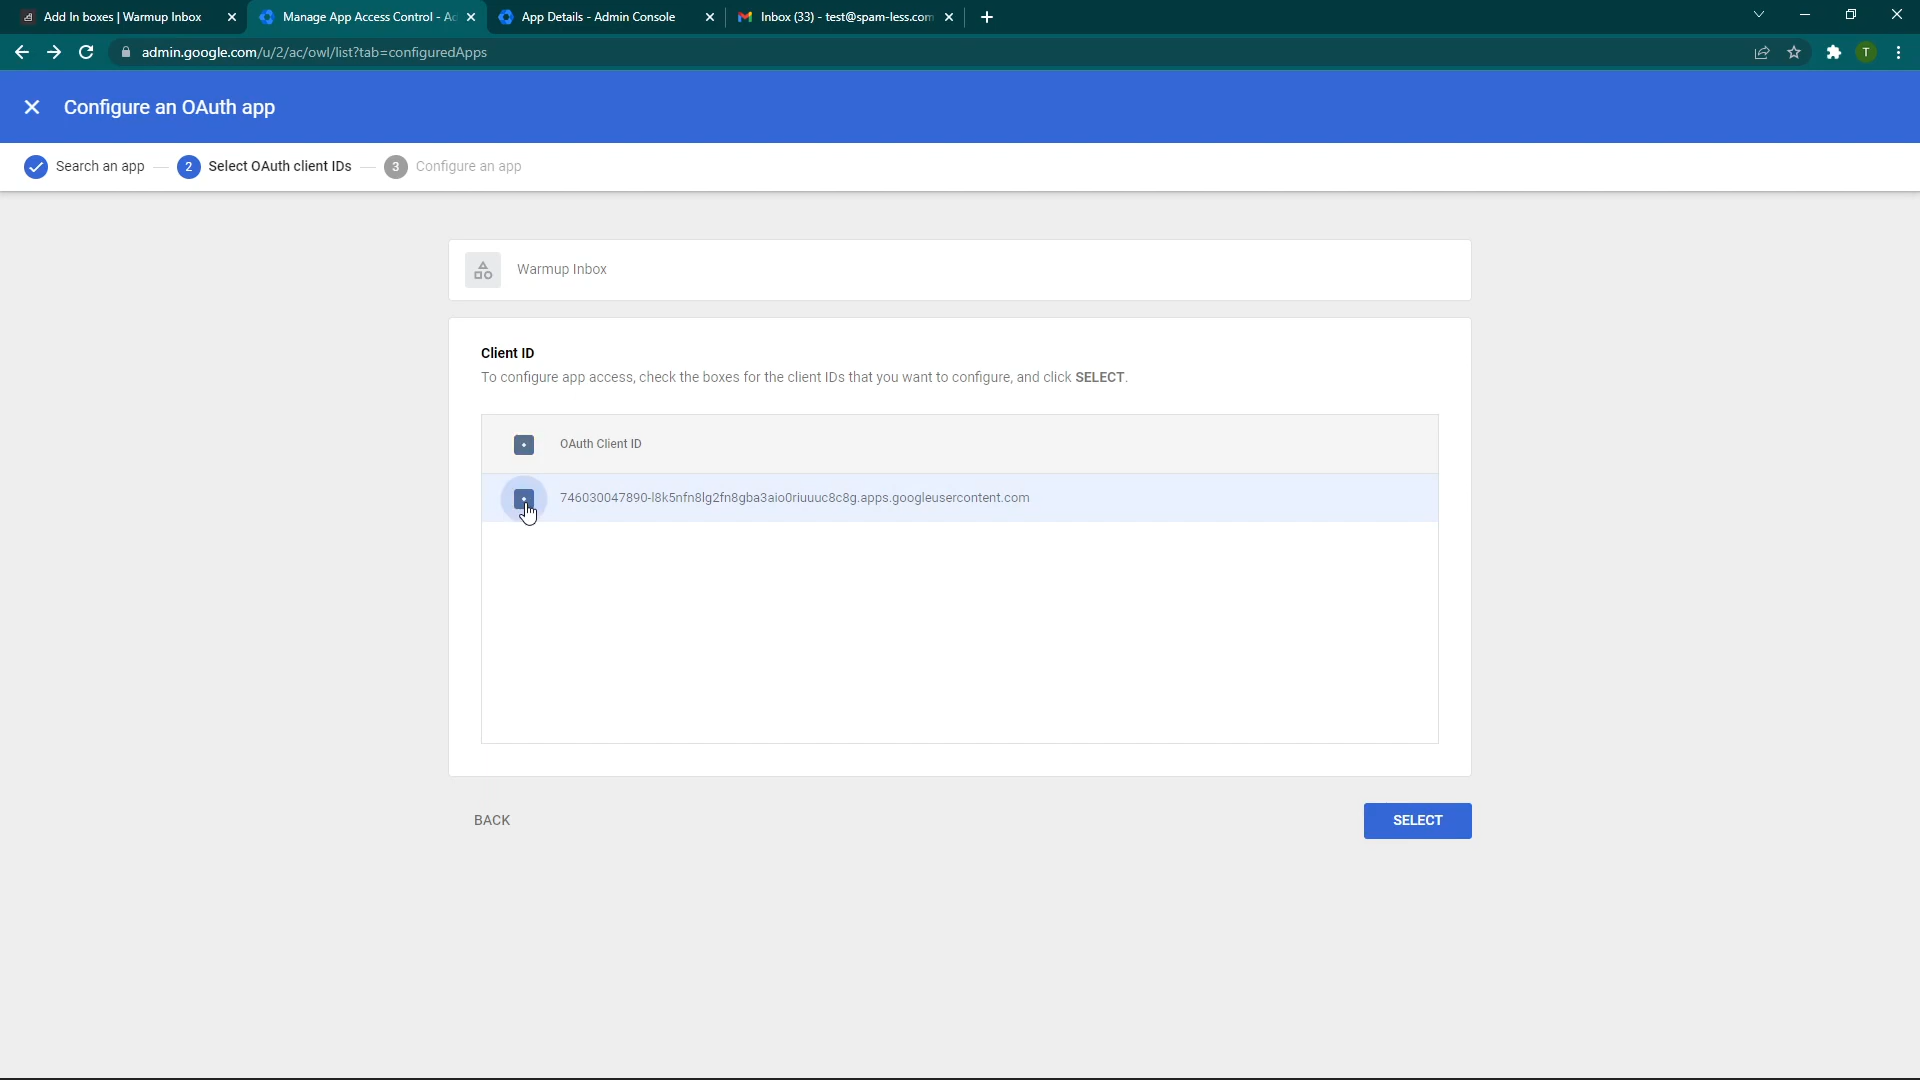 Add In boxes | Warmup Inbox
Manage App Access Control - Ad
App Details - Admin Console
Inbox (33) - test@spam-less.com
admin.google.com/u/2/ac/owl/list?tab=configuredApps
T
Configure an OAuth app
Search an app
2 Select OAuth client IDs
3 Configure an app
Warmup Inbox
Client ID
To configure app access, check the boxes for the client IDs that you want to configure, and click SELECT.
OAuth Client ID
746030047890-l8k5nfn8lg2fn8gba3aio0riuuuc8c8g.apps.googleusercontent.com
BACK
SELECT